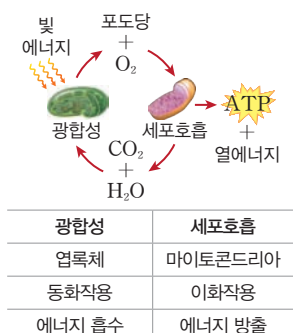 빛
에너지
포도당
+
O₂
광합성
세포호흡
ATP
+
열에너지
CO₂
+
H₂O
광합성 세포호흡
엽록체 마이토콘드리아
동화작용 이화작용
에너지 흡수 에너지 방출